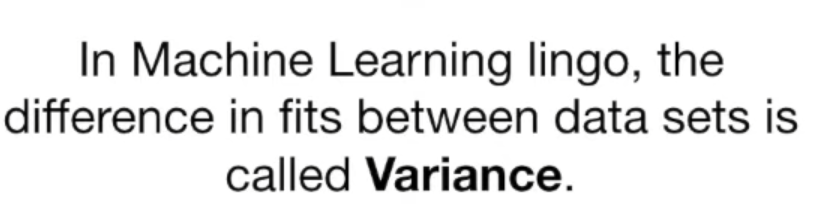 In Machine Learning lingo, the
difference in fits between data sets is
called Variance.